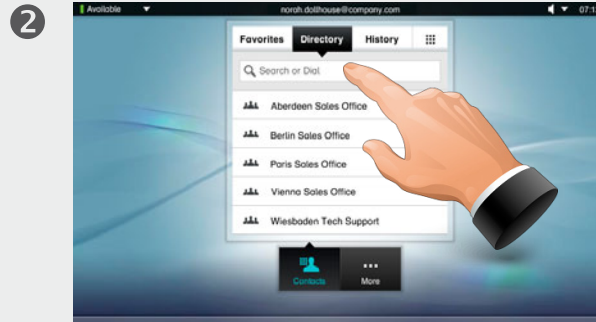 2
Available norah.dollhouse@company.com 07:1
Favorites Directory History
Search or Dial
Aberdeen Sales Office
Berlin Sales Office
Paris Sales Office
Vienna Sales Office
Wiesbaden Tech Support
Contacts More